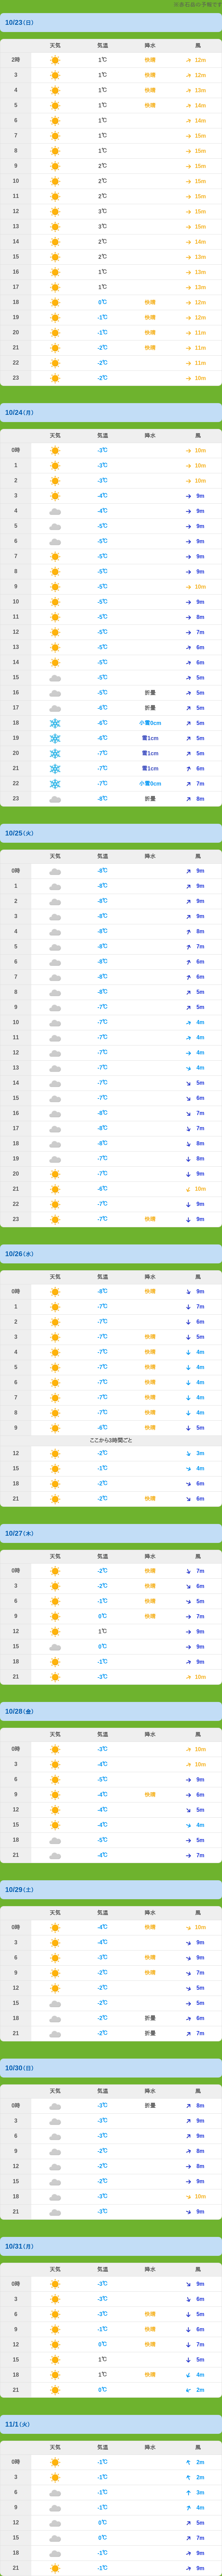 10/23(日)
天気 気温 降水 風
2時 1℃ 快晴 12m
3 1℃ 快晴 12m
4 1℃ 快晴 13m
5 1℃ 快晴 14m
6 1℃ 14m
7 1℃ 15m
8 1℃ 15m
9 2℃ 15m
10 2℃ 15m
11 2℃ 15m
12 3℃ 15m
13 3℃ 15m
14 2℃ 14m
15 2℃ 13m
16 1℃ 13m
17 1℃ 13m
18 0℃ 快晴 12m
19 -1℃ 快晴 12m
20 -1℃ 快晴 11m
21 -2℃ 快晴 11m
22 -2℃ 11m
23 -2℃ 10m
10/24(月)
天気 気温 降水 風
0時 -3℃ 10m
1 -3℃ 10m
2 -3℃ 10m
3 -4℃ 9m
4 -4℃ 9m
5 -5℃ 9m
6 -5℃ 9m
7 -5℃ 9m
8 -5℃ 9m
9 -5℃ 10m
10 -5℃ 9m
11 -5℃ 8m
12 -5℃ 7m
13 -5℃ 6m
14 -5℃ 6m
15 -5℃ 5m
16 -5℃ 折曇 5m
17 -6℃ 折曇 5m
18 -6℃ 小雪0cm 5m
19 -6℃ 雪1cm 5m
20 -7℃ 雪1cm 5m
21 -7℃ 雪1cm 6m
22 -7℃ 小雪0cm 7m
23 -8℃ 折曇 8m
10/25(火)
天気 気温 降水 風
0時 -8℃ 9m
1 -8℃ 9m
2 -8℃ 9m
3 -8℃ 9m
4 -8℃ 8m
5 -8℃ 7m
6 -8℃ 6m
7 -8℃ 6m
8 -8℃ 5m
9 -7℃ 5m
10 -7℃ 4m
11 -7℃ 4m
12 -7℃ 4m
13 -7℃ 4m
14 -7℃ 5m
15 -7℃ 6m
16 -8℃ 7m
17 -8℃ 7m
18 -8℃ 8m
19 -7℃ 8m
20 -7℃ 9m
21 -6℃ 10m
22 -7℃ 9m
23 -7℃ 快晴 9m
10/26(水)
天気 気温 降水 風
0時 -8℃ 快晴 9m
1 -7℃ 7m
2 -7℃ 6m
3 -7℃ 快晴 5m
4 -7℃ 快晴 4m
5 -7℃ 快晴 4m
6 -7℃ 快晴 4m
7 -7℃ 快晴 4m
8 -7℃ 快晴 4m
9 -6℃ 快晴 5m
ここから3時間ごと
12 -2℃ 3m
15 -1℃ 4m
18 -2℃ 6m
21 -2℃ 快晴 6m
10/27(木)
天気 気温 降水 風
0時 -2℃ 快晴 7m
3 -2℃ 快晴 6m
6 -1℃ 快晴 5m
9 0℃ 快晴 7m
12 1℃ 9m
15 0℃ 9m
18 -1℃ 9m
21 -3℃ 10m
10/28(金)
天気 気温 降水 風
0時 -3℃ 10m
3 -4℃ 10m
6 -5℃ 9m
9 -4℃ 快晴 6m
12 -4℃ 5m
15 -4℃ 4m
18 -5℃ 5m
21 -4℃ 7m
10/29(土)
天気 気温 降水 風
0時 -4℃ 快晴 10m
3 -4℃ 9m
6 -3℃ 快晴 9m
9 -2℃ 快晴 7m
12 -2℃ 5m
15 -2℃ 5m
18 -2℃ 折曇 6m
21 -2℃ 折曇 7m
10/30(日)
天気 気温 降水 風
0時 -3℃ 折曇 8m
3 -3℃ 9m
6 -3℃ 9m
9 -2℃ 8m
12 -2℃ 8m
15 -2℃ 9m
18 -3℃ 10m
21 -3℃ 9m
10/31(月)
天気 気温 降水 風
0時 -3℃ 9m
3 -3℃ 6m
6 -3℃ 快晴 5m
9 -1℃ 快晴 6m
12 0℃ 快晴 7m
15 1℃ 5m
18 1℃ 快晴 4m
21 0℃ 2m
11/1(火)
天気 気温 降水 風
0時 -1℃ 2m
3 -1℃ 2m
6 -1℃ 3m
9 -1℃ 4m
12 0℃ 5m
15 0℃ 7m
18 -1℃ 9m
21 -1℃ 9m